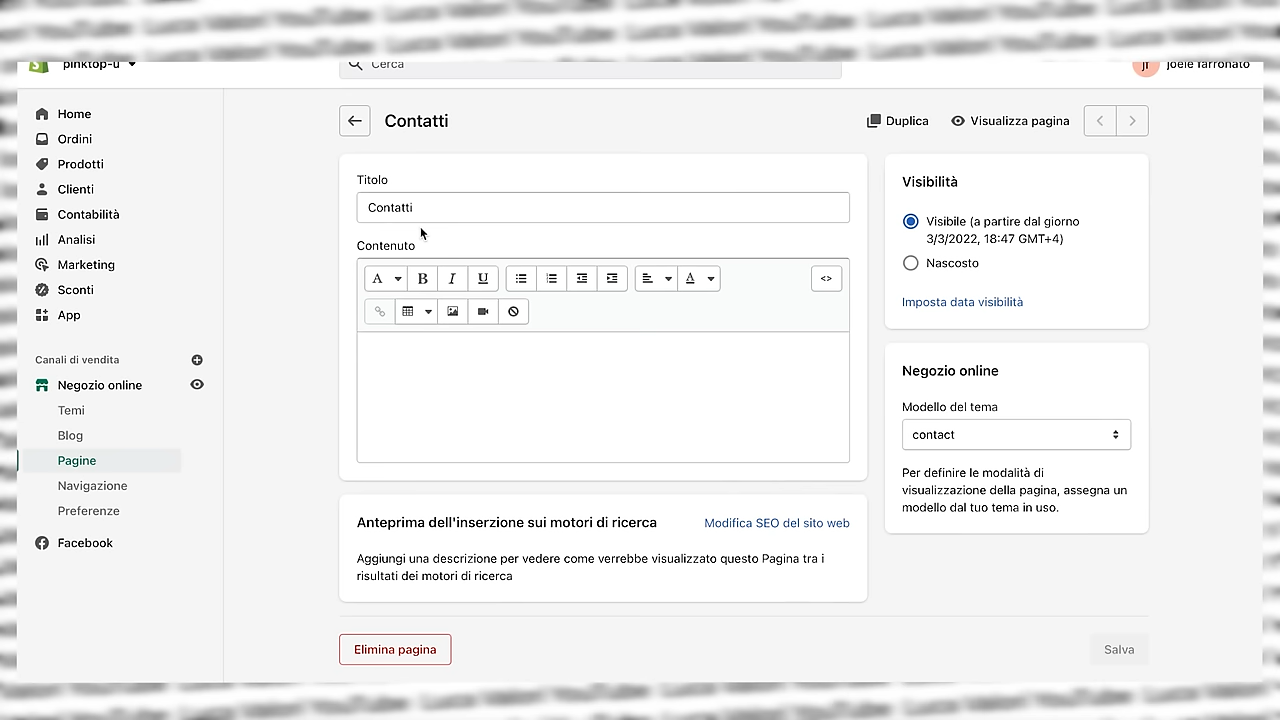 pinktop-u
Cerca
jf
joele farronato
Home
Ordini
Prodotti
Clienti
Contabilità
Analisi
Marketing
Sconti
App
Canali di vendita
Negozio online
Temi
Blog
Pagine
Navigazione
Preferenze
Facebook
Contatti
Duplica
Visualizza pagina
Titolo
Contatti
Contenuto
A B I U A <>
Anteprima dell'inserzione sui motori di ricerca
Modifica SEO del sito web
Aggiungi una descrizione per vedere come verrebbe visualizzato questo Pagina tra i
risultati dei motori di ricerca
Elimina pagina
Visibilità
Visibile (a partire dal giorno
3/3/2022, 18:47 GMT+4)
Nascosto
Imposta data visibilità
Negozio online
Modello del tema
contact
Per definire le modalità di
visualizzazione della pagina, assegna un
modello dal tuo tema in uso.
Salva